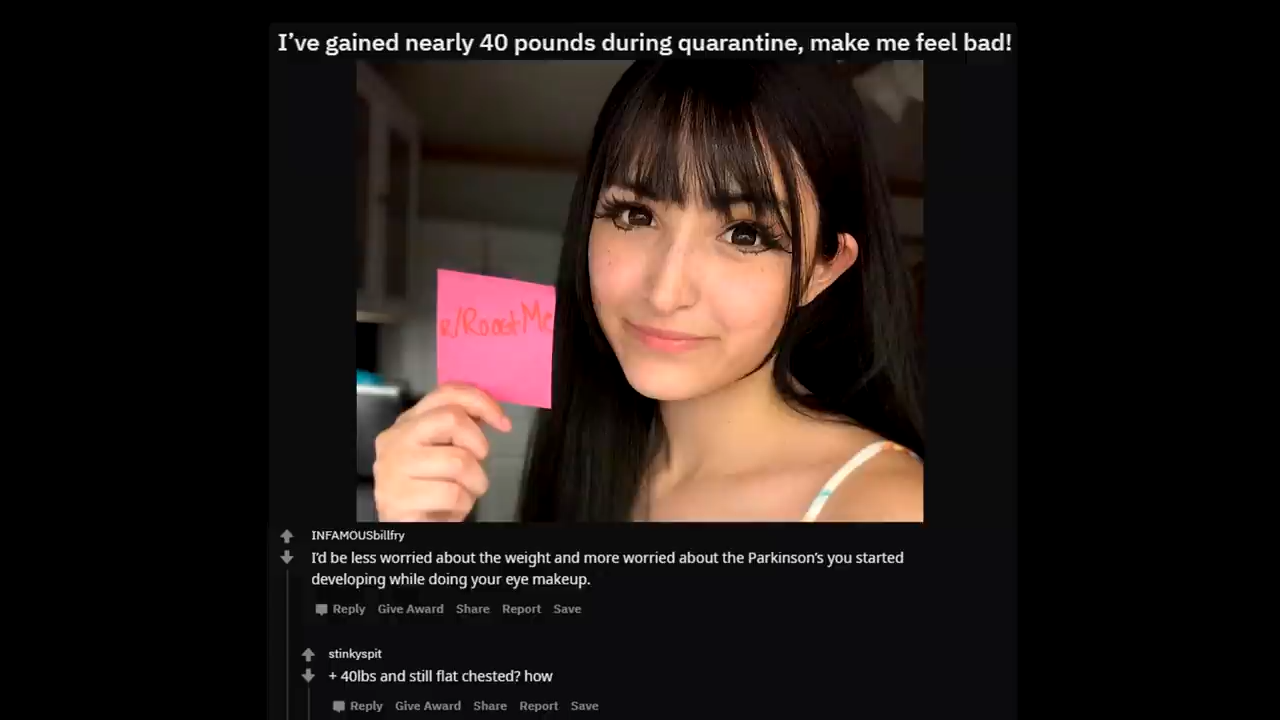 I've gained nearly 40 pounds during quarantine, make me feel bad!
r/RoastMe
INFAMOUSbillfry
I'd be less worried about the weight and more worried about the Parkinson's you started
developing while doing your eye makeup.
Reply Give Award Share Report Save
stinkyspit
+ 40lbs and still flat chested? how
Reply Give Award Share Report Save